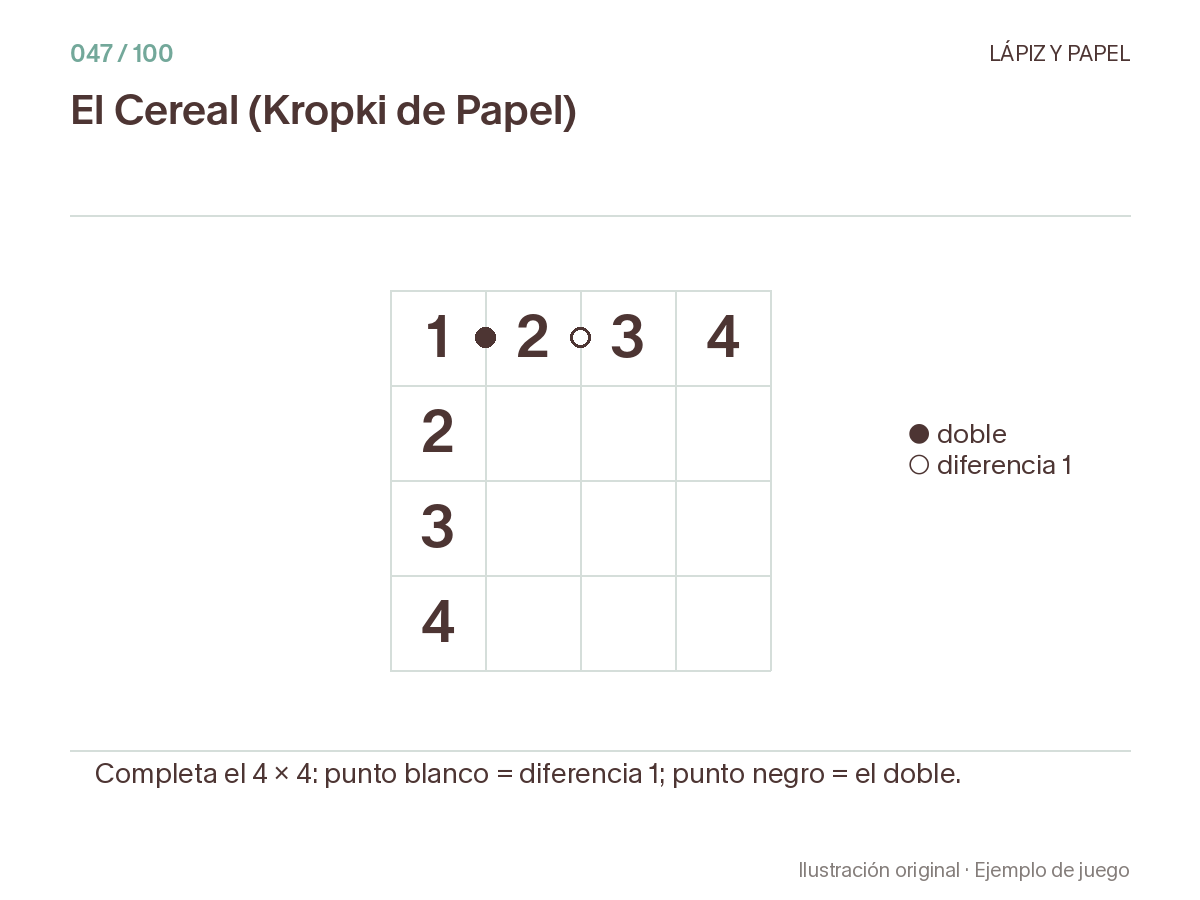 047 / 100
LÁPIZ Y PAPEL
El Cereal (Kropki de Papel)
1 2 3 4
2
3
4
● doble
○ diferencia 1
Completa el 4 × 4: punto blanco = diferencia 1; punto negro = el doble.
Ilustración original · Ejemplo de juego